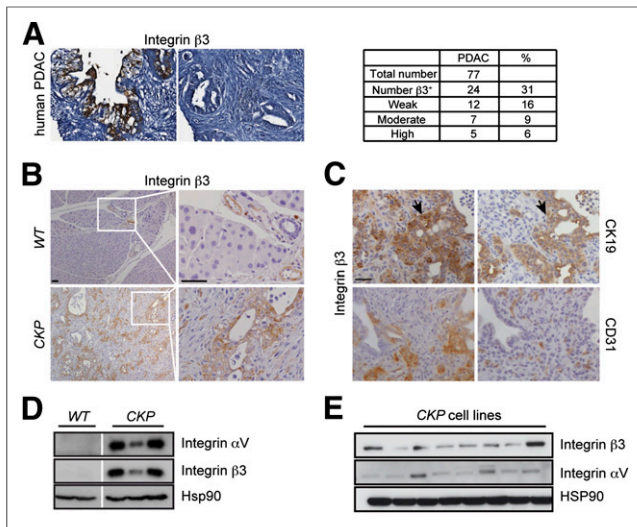 A
Integrin β3
human PDAC
PDAC %
Total number 77
Number β3⁺ 24 31
Weak 12 16
Moderate 7 9
High 5 6
B
Integrin β3
WT
CKP
C
Integrin β3
CK19
CD31
D
WT CKP
Integrin αV
Integrin β3
Hsp90
E
CKP cell lines
Integrin β3
Integrin αV
HSP90